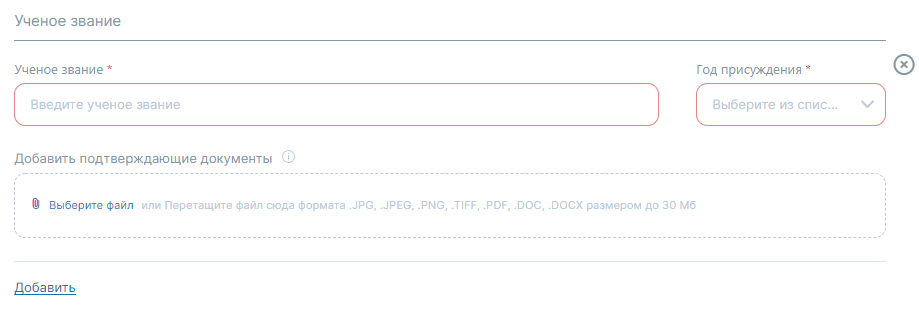 Ученое звание
Ученое звание *
Год присуждения *
Введите ученое звание
Выберите из спис...
Добавить подтверждающие документы
Выберите файл или Перетащите файл сюда формата .JPG, .JPEG, .PNG, .TIFF, .PDF, .DOC, .DOCX размером до 30 Мб
Добавить